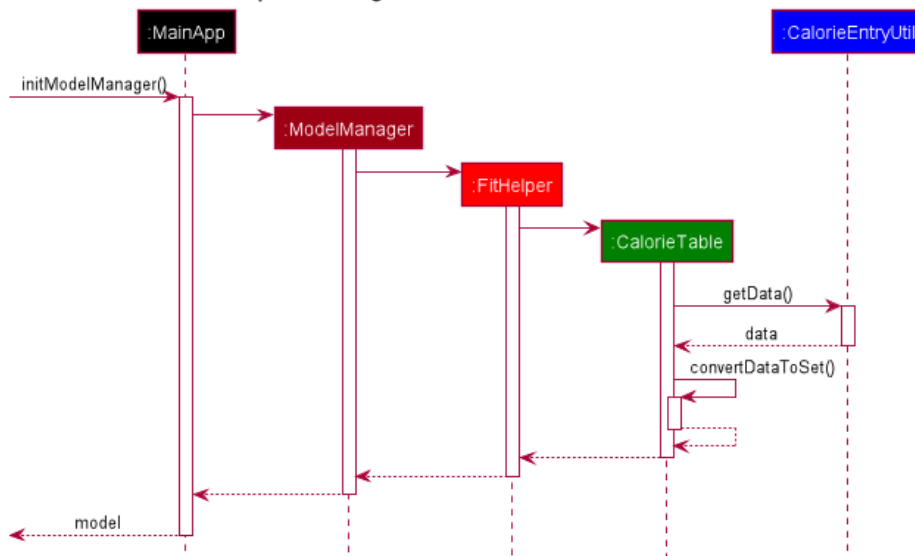 :MainApp
:CalorieEntryUtil
initModelManager()
:ModelManager
:FitHelper
:CalorieTable
getData()
data
convertDataToSet()
model